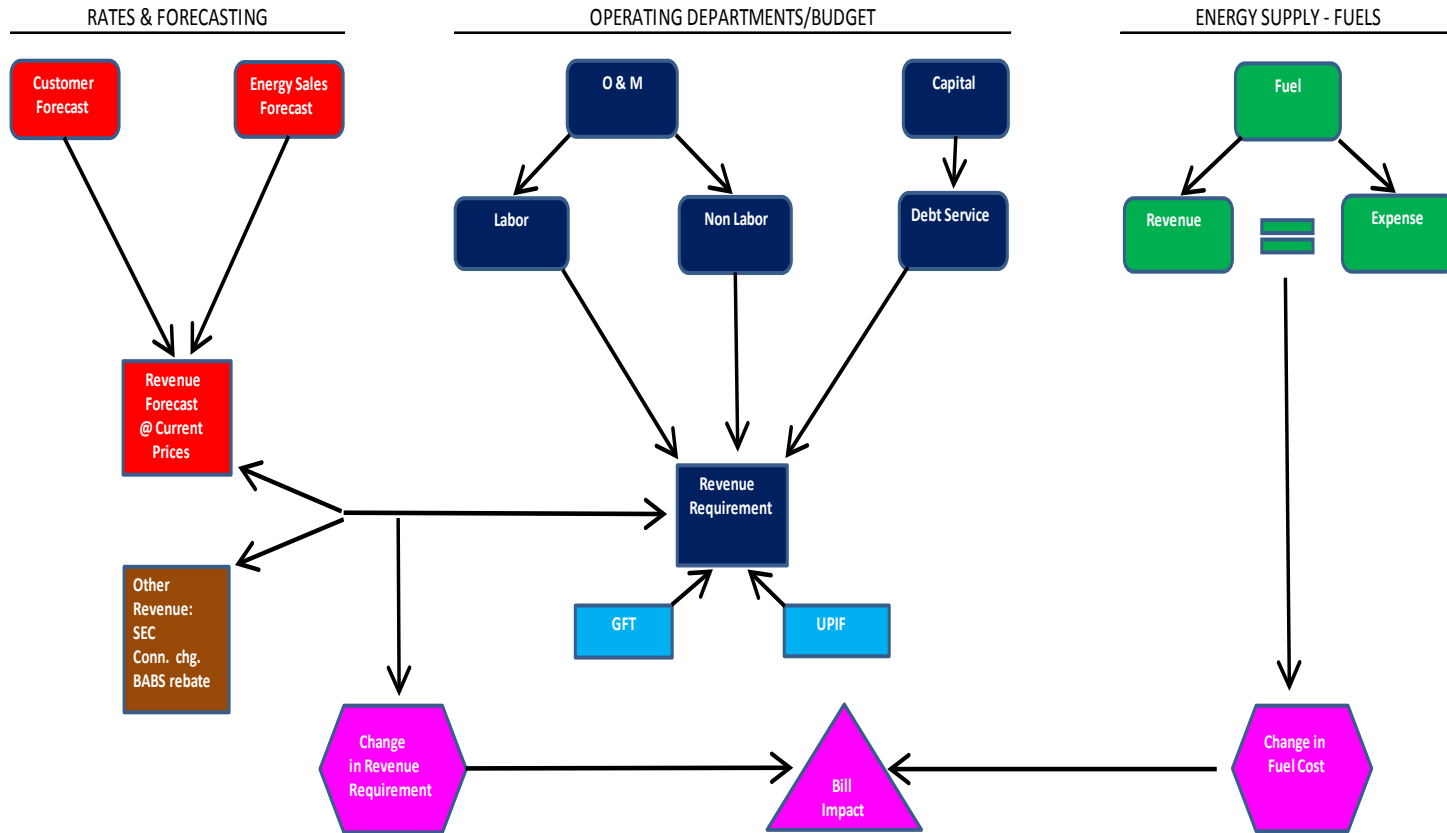 RATES & FORECASTING
OPERATING DEPARTMENTS/BUDGET
ENERGY SUPPLY - FUELS
Customer
Forecast
Energy Sales
Forecast
O & M
Capital
Fuel
Labor
Non Labor
Debt Service
Revenue
Expense
Revenue
Forecast
@ Current
Prices
Revenue
Requirement
Other
Revenue:
SEC
Conn. chg.
BABS rebate
GFT
UPIF
Change
in Revenue
Requirement
Bill
Impact
Change in
Fuel Cost